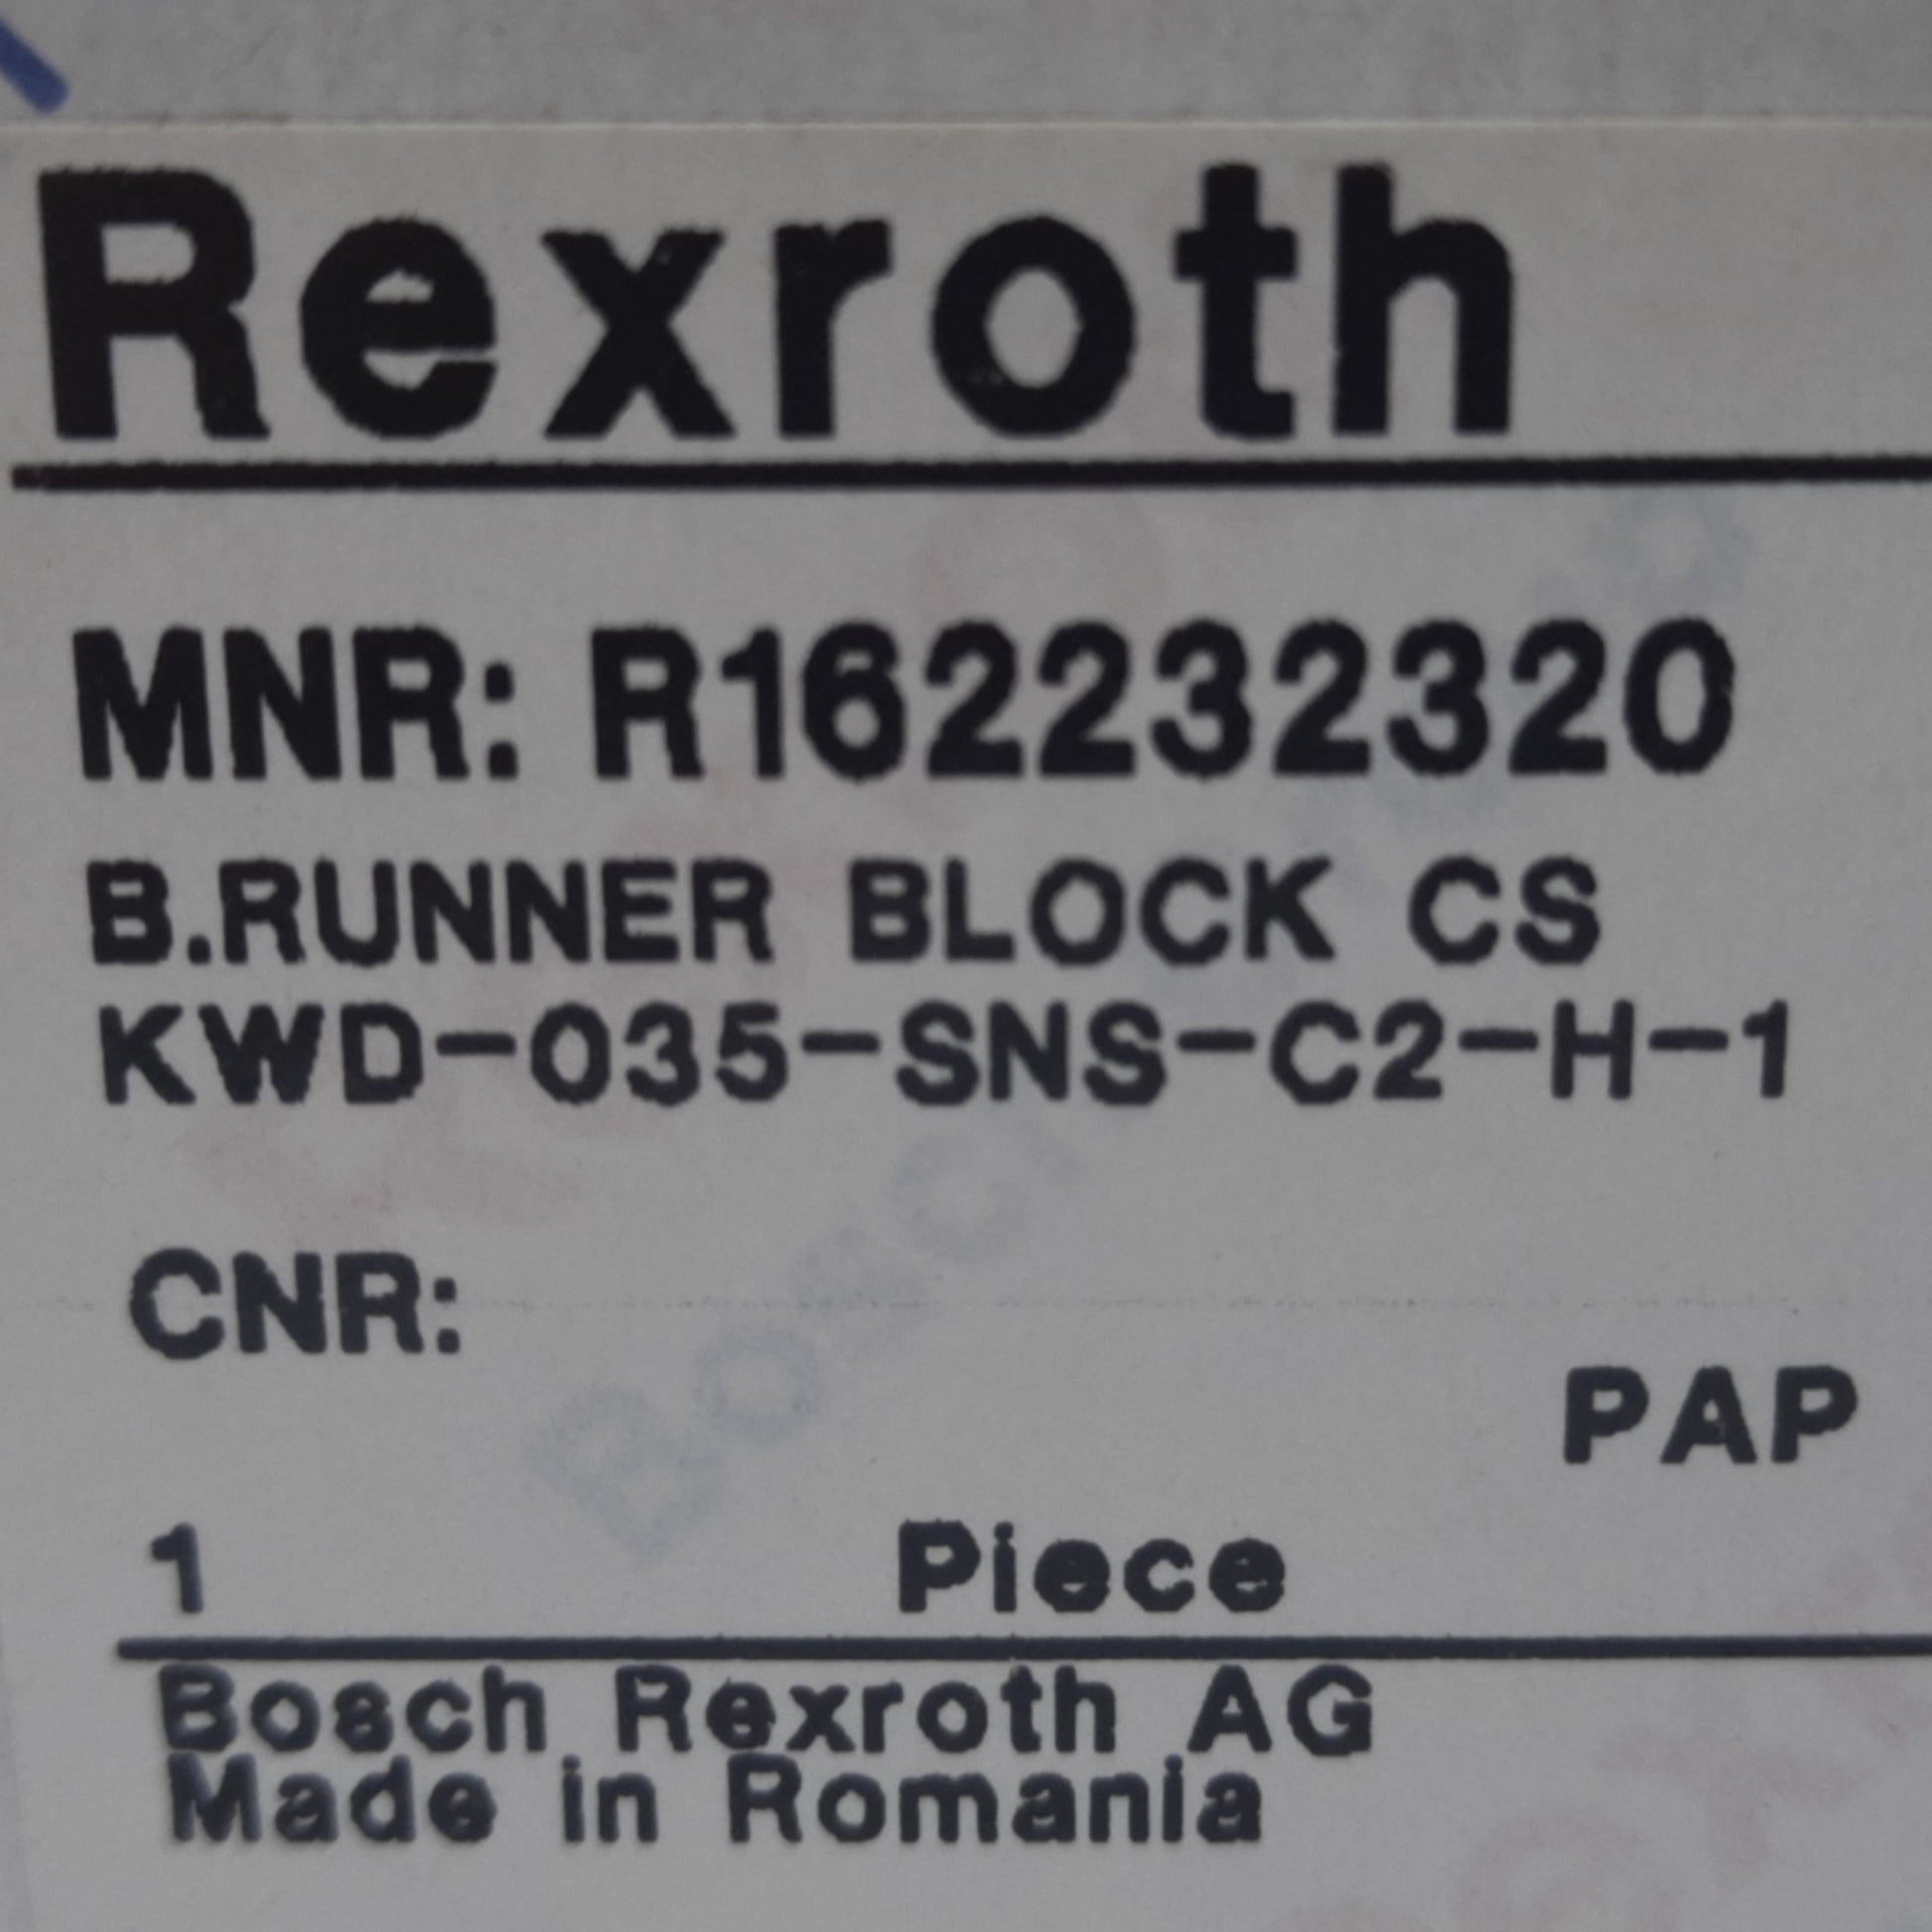 Rexroth
MNR: R162232320
B.RUNNER BLOCK CS
KWD-035-SNS-C2-H-1
CNR:
PAP
1 Piece
Bosch Rexroth AG
Made in Romania